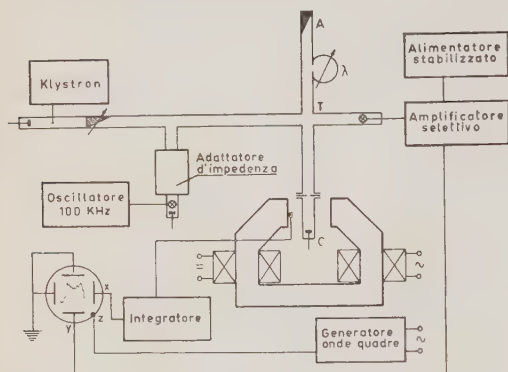 A
Klystron
λ
Alimentatore
stabilizzato
T
Amplificatore
selettivo
Adattatore
d'impedenza
Oscillatore
100 KHz
C
=
~
x
z
y
Integratore
Generatore
onde quadre
~